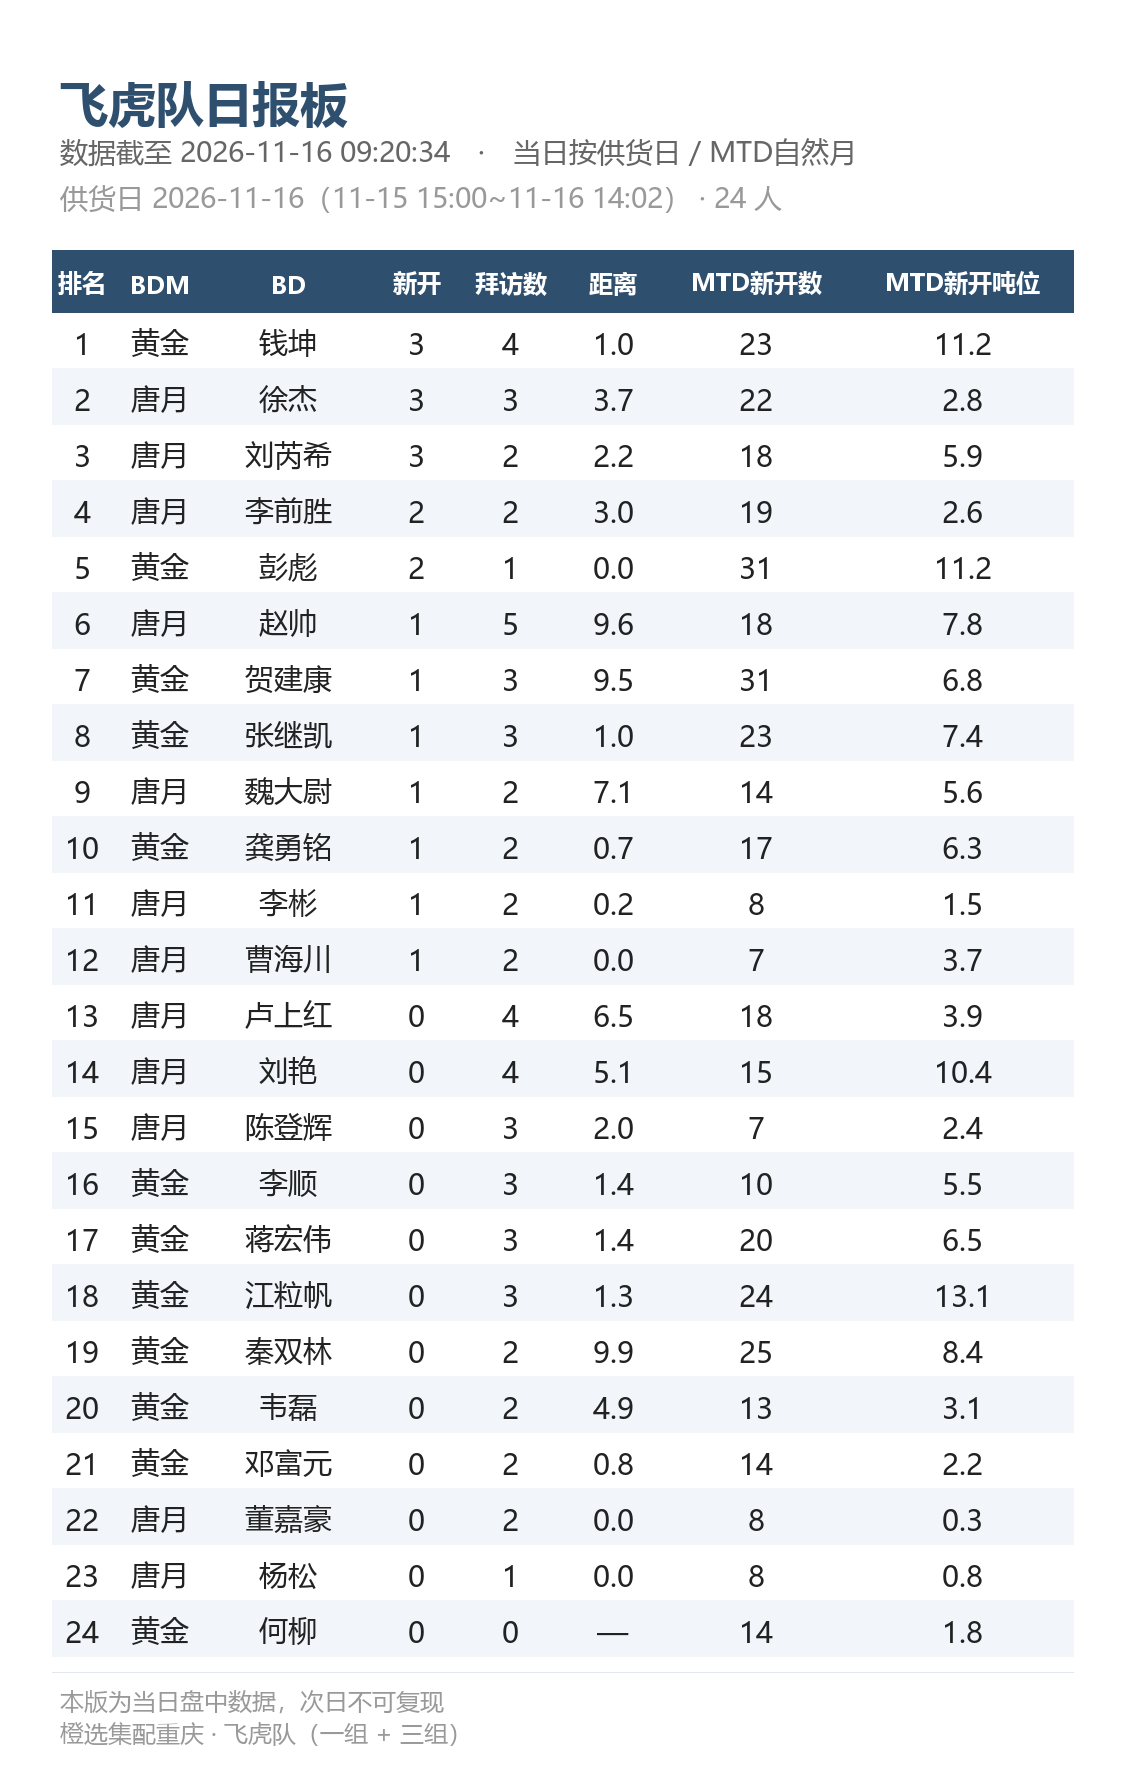 飞虎队日报板
数据截至 2026-11-16 09:20:34 · 当日按供货日 / MTD自然月
供货日 2026-11-16（11-15 15:00~11-16 14:02） · 24 人
排名 BDM BD 新开 拜访数 距离 MTD新开数 MTD新开吨位
1 黄金 钱坤 3 4 1.0 23 11.2
2 唐月 徐杰 3 3 3.7 22 2.8
3 唐月 刘芮希 3 2 2.2 18 5.9
4 唐月 李前胜 2 2 3.0 19 2.6
5 黄金 彭彪 2 1 0.0 31 11.2
6 唐月 赵帅 1 5 9.6 18 7.8
7 黄金 贺建康 1 3 9.5 31 6.8
8 黄金 张继凯 1 3 1.0 23 7.4
9 唐月 魏大尉 1 2 7.1 14 5.6
10 黄金 龚勇铭 1 2 0.7 17 6.3
11 唐月 李彬 1 2 0.2 8 1.5
12 唐月 曹海川 1 2 0.0 7 3.7
13 唐月 卢上红 0 4 6.5 18 3.9
14 唐月 刘艳 0 4 5.1 15 10.4
15 唐月 陈登辉 0 3 2.0 7 2.4
16 黄金 李顺 0 3 1.4 10 5.5
17 黄金 蒋宏伟 0 3 1.4 20 6.5
18 黄金 江粒帆 0 3 1.3 24 13.1
19 黄金 秦双林 0 2 9.9 25 8.4
20 黄金 韦磊 0 2 4.9 13 3.1
21 黄金 邓富元 0 2 0.8 14 2.2
22 唐月 董嘉豪 0 2 0.0 8 0.3
23 唐月 杨松 0 1 0.0 8 0.8
24 黄金 何柳 0 0 — 14 1.8
本版为当日盘中数据，次日不可复现
橙选集配重庆 · 飞虎队（一组 + 三组）